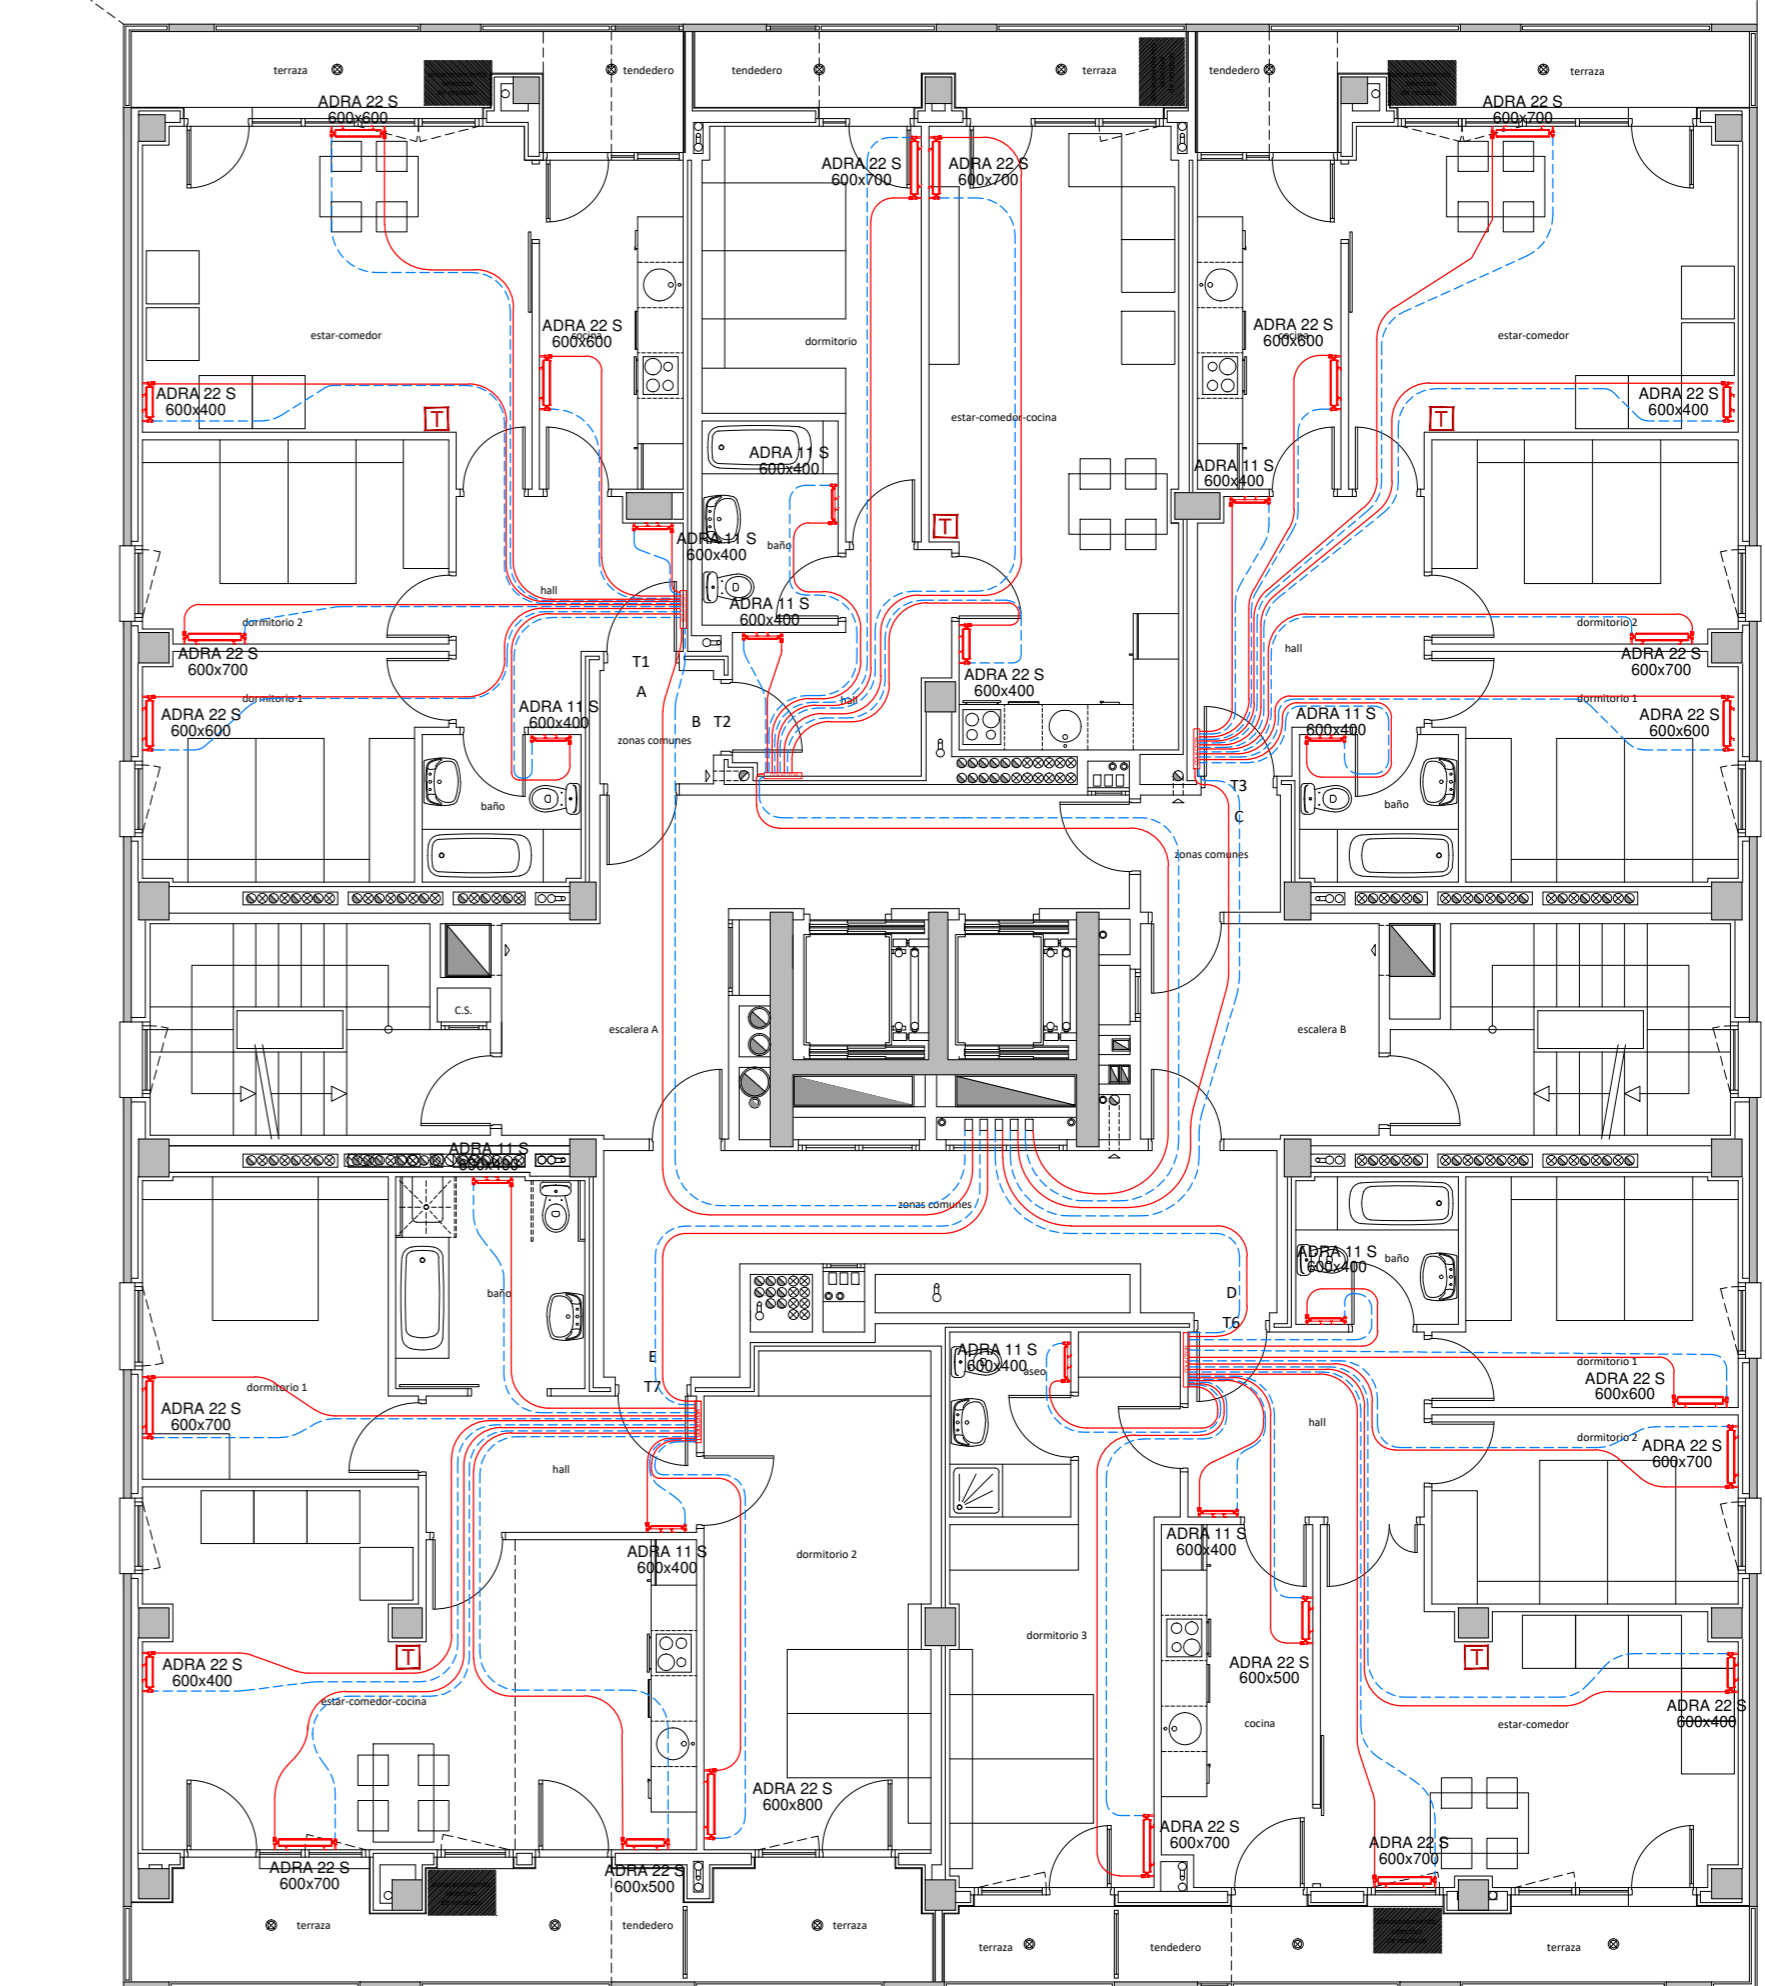 terraza
tendedero
tendedero
terraza
tendedero
terraza
ADRA 22 S
600x600
ADRA 22 S
600x700
ADRA 22 S
600x700
ADRA 22 S
600x700
estar-comedor
ADRA 22 S
600x600
cocina
dormitorio
ADRA 22 S
600x600
cocina
estar-comedor
ADRA 22 S
600x400
T
estar-comedor-cocina
T
ADRA 22 S
600x400
ADRA 11 S
600x400
ADRA 11 S
600x400
T
ADRA 11 S
600x400
baño
hall
ADRA 11 S
600x400
dormitorio 2
ADRA 22 S
600x700
hall
dormitorio 2
ADRA 22 S
600x700
T1
A
ADRA 22 S
600x400
dormitorio 1
ADRA 22 S
600x600
ADRA 11 S
600x400
B T2
hall
zonas comunes
ADRA 11 S
600x400
dormitorio 1
ADRA 22 S
600x600
baño
T3
C
baño
zonas comunes
C.S.
escalera A
escalera B
ADRA 11 S
600x400
zonas comunes
baño
ADRA 11 S
600x400
baño
D
T6
E
T7
ADRA 11 S
600x400
aseo
dormitorio 1
ADRA 22 S
600x600
dormitorio 1
ADRA 22 S
600x700
hall
hall
dormitorio 2
ADRA 22 S
600x700
ADRA 11 S
600x400
dormitorio 2
ADRA 11 S
600x400
T
ADRA 22 S
600x400
estar-comedor-cocina
dormitorio 3
ADRA 22 S
600x500
cocina
T
ADRA 22 S
600x400
estar-comedor
ADRA 22 S
600x800
ADRA 22 S
600x700
ADRA 22 S
600x700
ADRA 22 S
600x700
ADRA 22 S
600x500
terraza
tendedero
terraza
terraza
tendedero
terraza